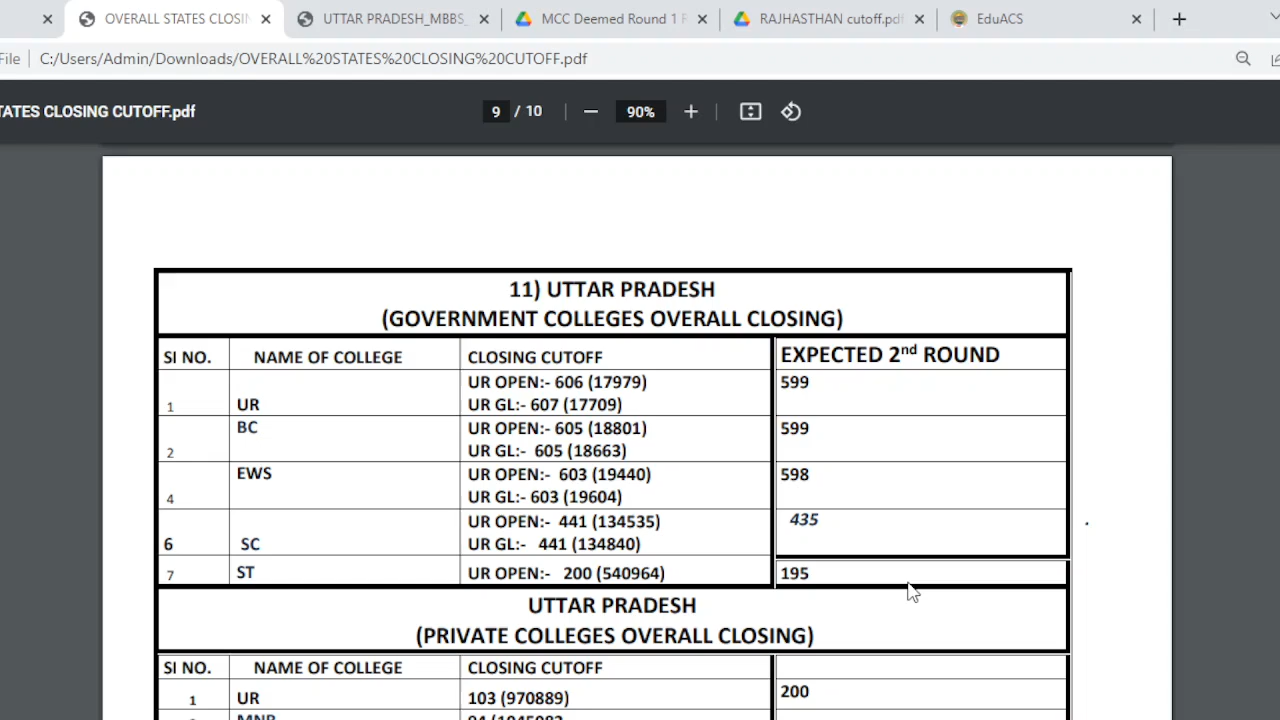 OVERALL STATES CLOSIN
UTTAR PRADESH_MBBS_
MCC Deemed Round 1 R
RAJHASTHAN cutoff.pdf
EduACS
File
C:/Users/Admin/Downloads/OVERALL%20STATES%20CLOSING%20CUTOFF.pdf
TATES CLOSING CUTOFF.pdf
9 / 10
90%
11) UTTAR PRADESH
(GOVERNMENT COLLEGES OVERALL CLOSING)
SI NO. NAME OF COLLEGE CLOSING CUTOFF EXPECTED 2nd ROUND
UR OPEN:- 606 (17979) 599
1 UR UR GL:- 607 (17709)
BC UR OPEN:- 605 (18801) 599
2 UR GL:- 605 (18663)
EWS UR OPEN:- 603 (19440) 598
4 UR GL:- 603 (19604)
UR OPEN:- 441 (134535) 435 .
6 SC UR GL:- 441 (134840)
7 ST UR OPEN:- 200 (540964) 195
UTTAR PRADESH
(PRIVATE COLLEGES OVERALL CLOSING)
SI NO. NAME OF COLLEGE CLOSING CUTOFF
1 UR 103 (970889) 200